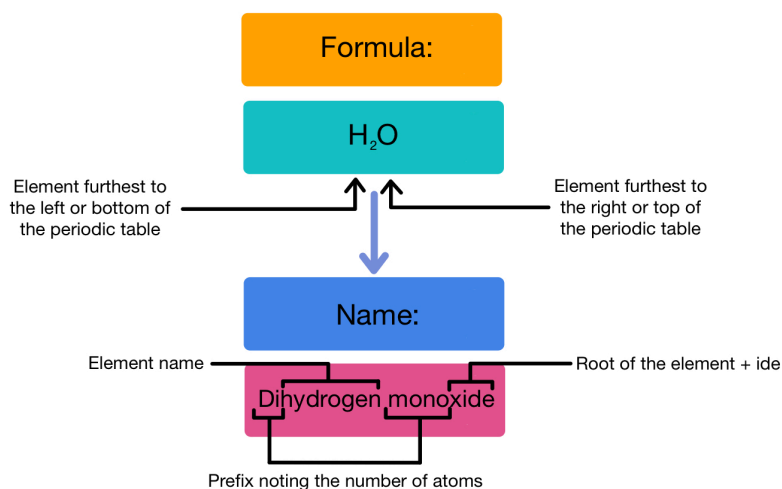 Formula:
H₂O
Element furthest to
the left or bottom of
the periodic table
Element furthest to
the right or top of
the periodic table
Name:
Element name
Root of the element + ide
Dihydrogen monoxide
Prefix noting the number of atoms